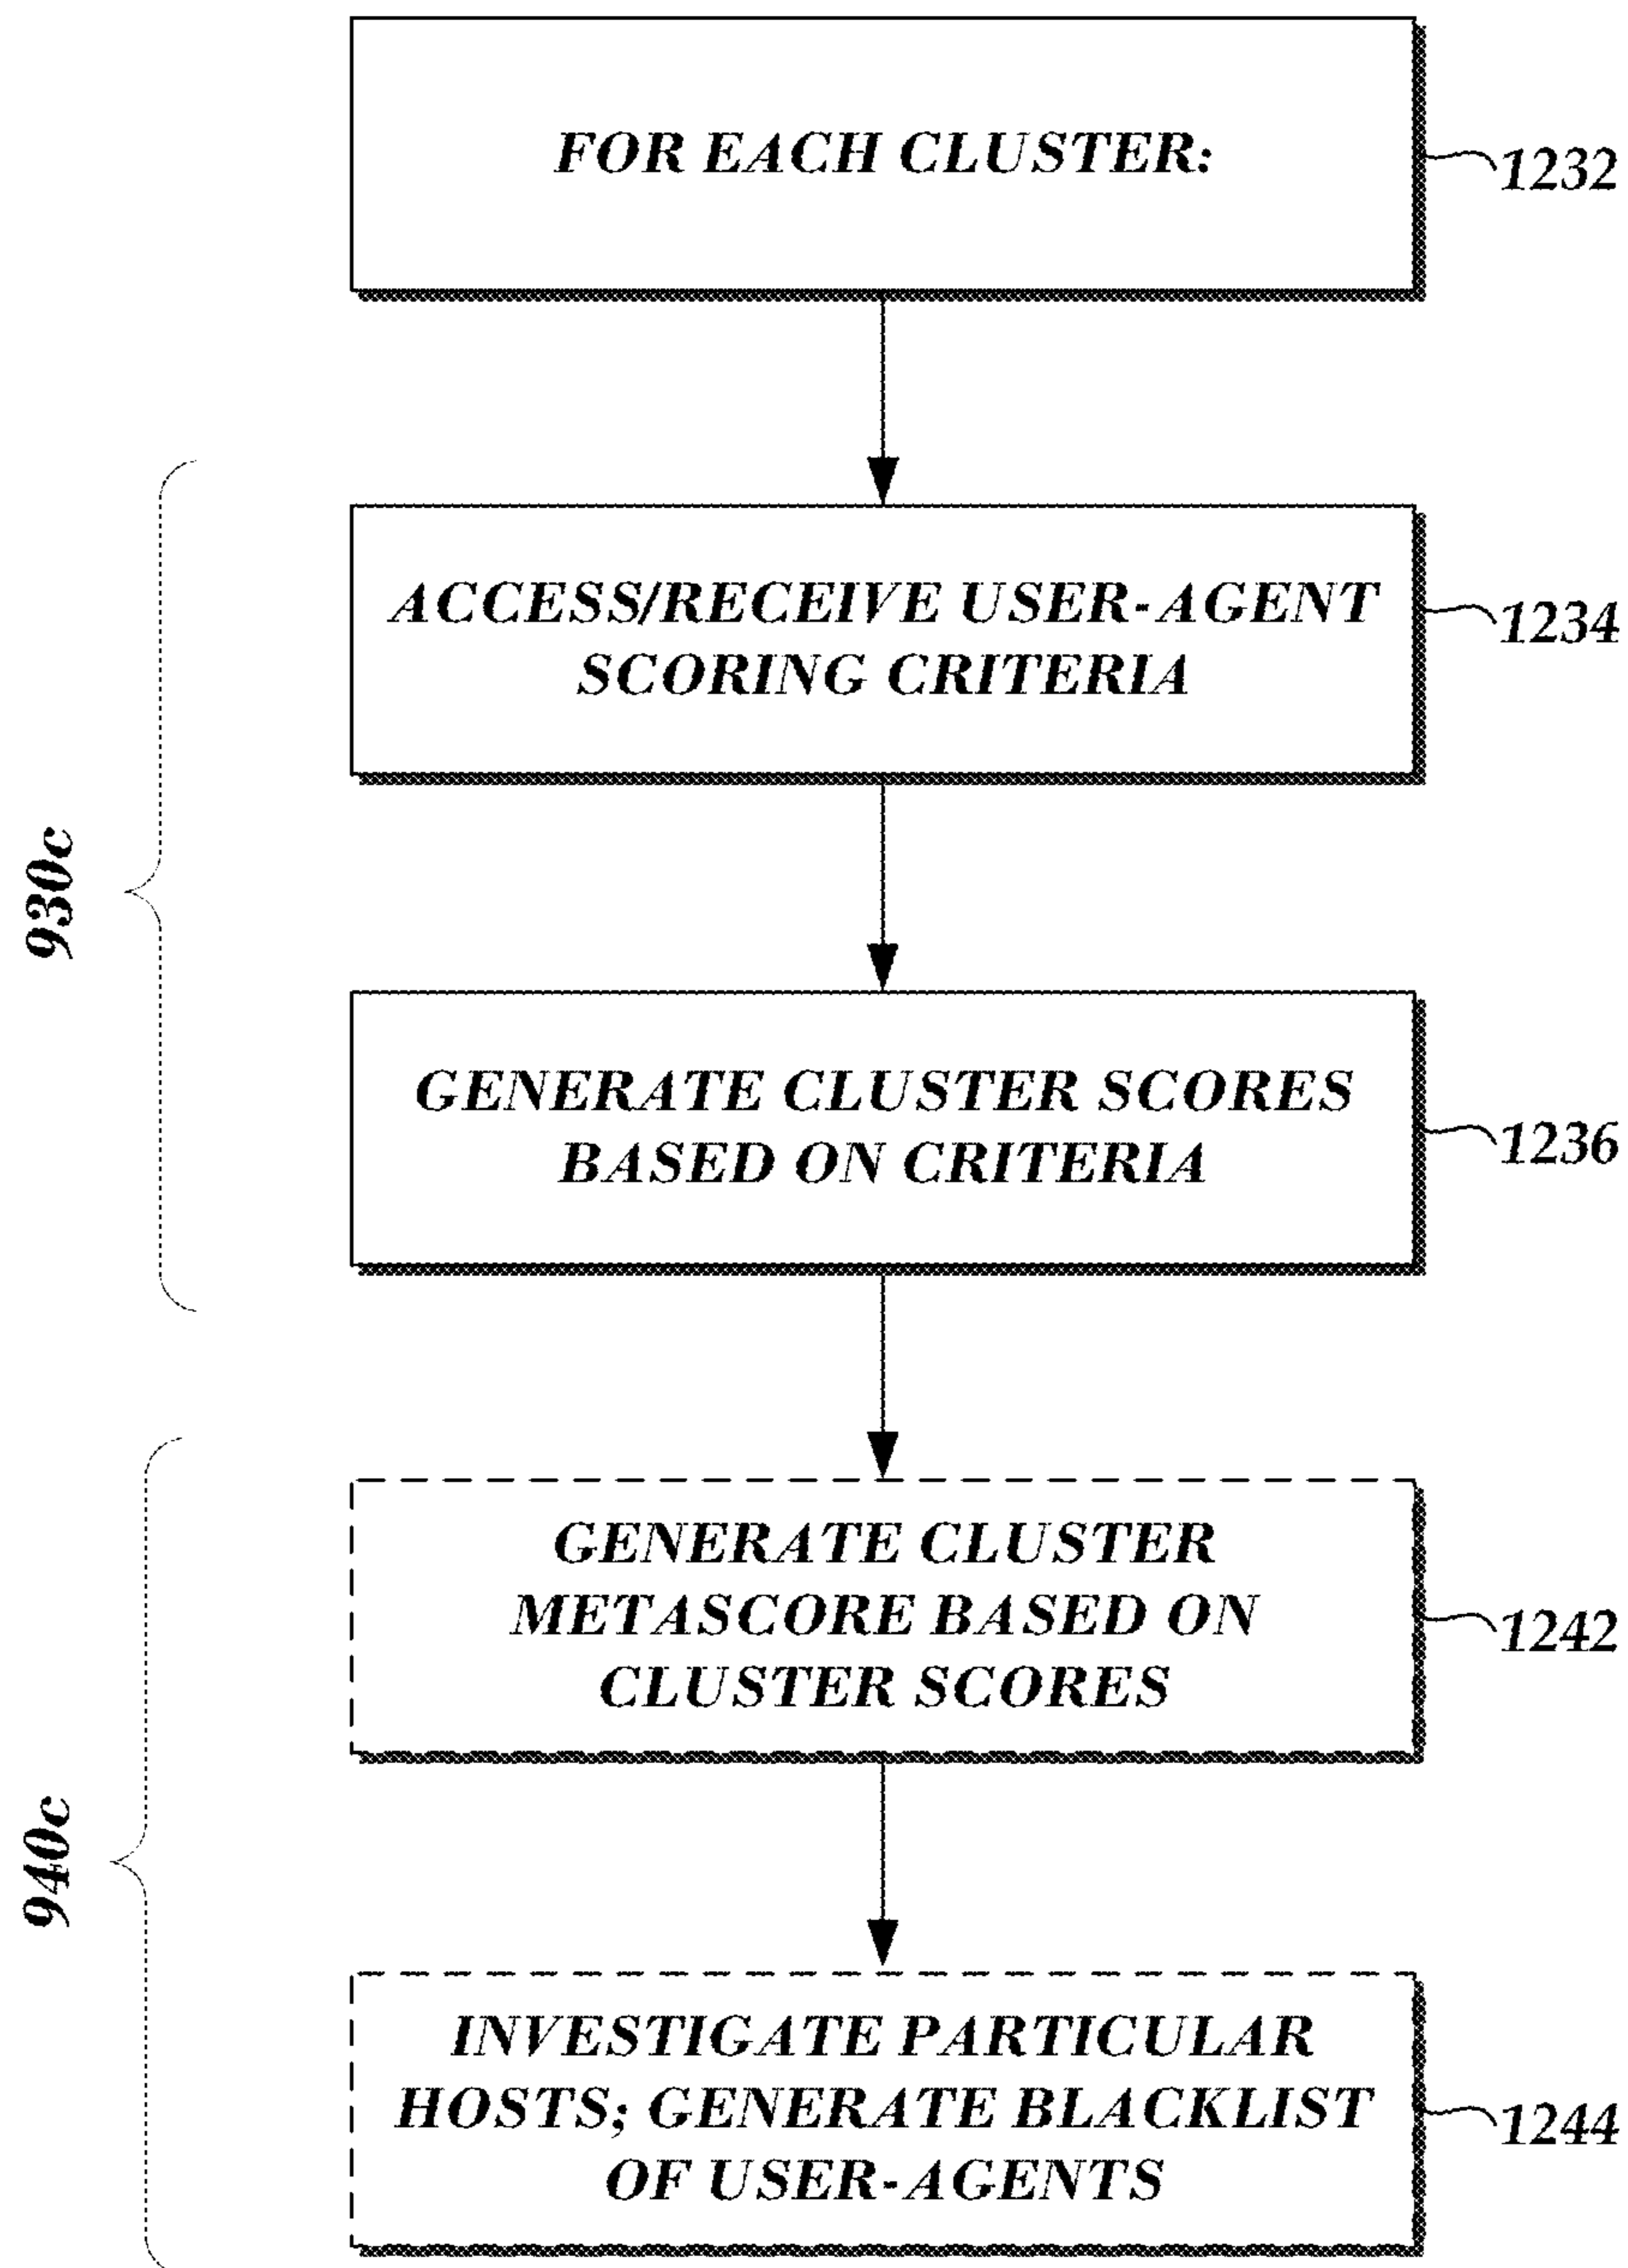 FOR EACH CLUSTER:
1232
930c
ACCESS/RECEIVE USER-AGENT
SCORING CRITERIA
1234
GENERATE CLUSTER SCORES
BASED ON CRITERIA
1236
940c
GENERATE CLUSTER
METASCORE BASED ON
CLUSTER SCORES
1242
INVESTIGATE PARTICULAR
HOSTS; GENERATE BLACKLIST
OF USER-AGENTS
1244